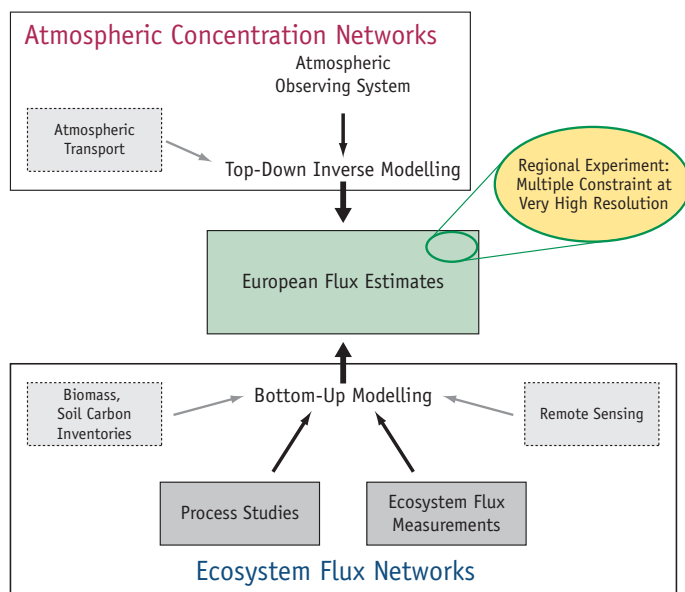 Atmospheric Concentration Networks
Atmospheric
Observing System
Atmospheric
Transport
Top-Down Inverse Modelling
Regional Experiment:
Multiple Constraint at
Very High Resolution
European Flux Estimates
Biomass,
Soil Carbon
Inventories
Bottom-Up Modelling
Remote Sensing
Process Studies
Ecosystem Flux
Measurements
Ecosystem Flux Networks